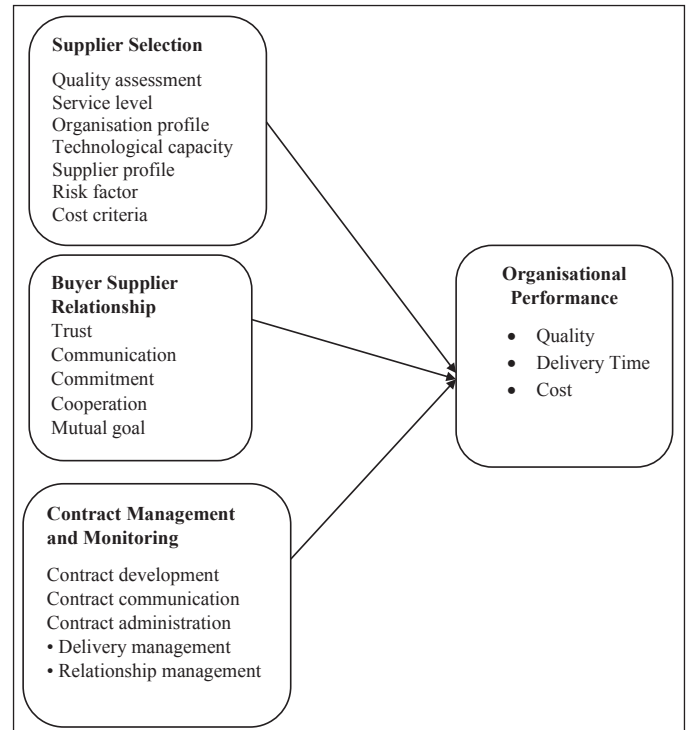 Supplier Selection
Quality assessment
Service level
Organisation profile
Technological capacity
Supplier profile
Risk factor
Cost criteria
Buyer Supplier
Relationship
Trust
Communication
Commitment
Cooperation
Mutual goal
Contract Management
and Monitoring
Contract development
Contract communication
Contract administration
• Delivery management
• Relationship management
Organisational
Performance
• Quality
• Delivery Time
• Cost